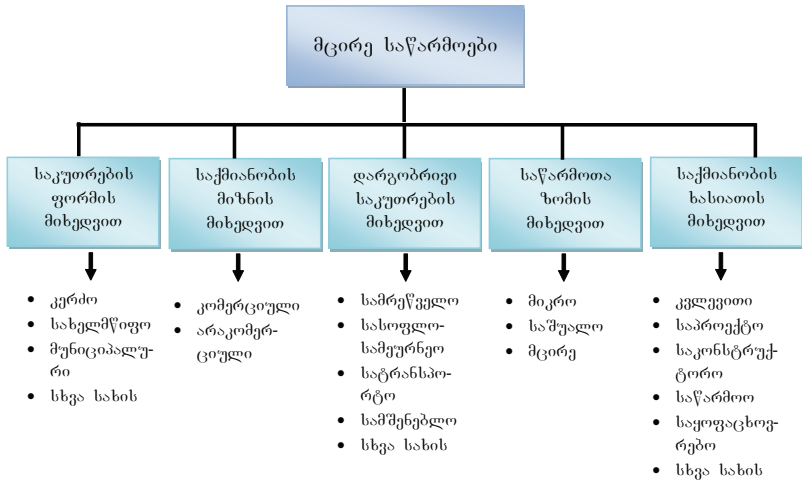 მცირე საწარმოები
საკუთრების
ფორმის
მიხედვით
საქმიანობის
მიზნის
მიხედვით
დარგობრივი
საკუთრების
მიხედვით
საწარმოთა
ზომის
მიხედვით
საქმიანობის
ხასიათის
მიხედვით
• კერძო
• სახელმწიფო
• მუნიციპალუ-
რი
• სხვა სახის
• კომერციული
• არაკომერ-
ციული
• სამრეწველო
• სასოფლო-
სამეურნეო
• სატრანსპო-
რტო
• სამშენებლო
• სხვა სახის
• მიკრო
• საშუალო
• მცირე
• კვლევითი
• საპროექტო
• საკონსტრუქ-
ტორო
• საწარმოო
• საყოფაცხოვ-
რებო
• სხვა სახის